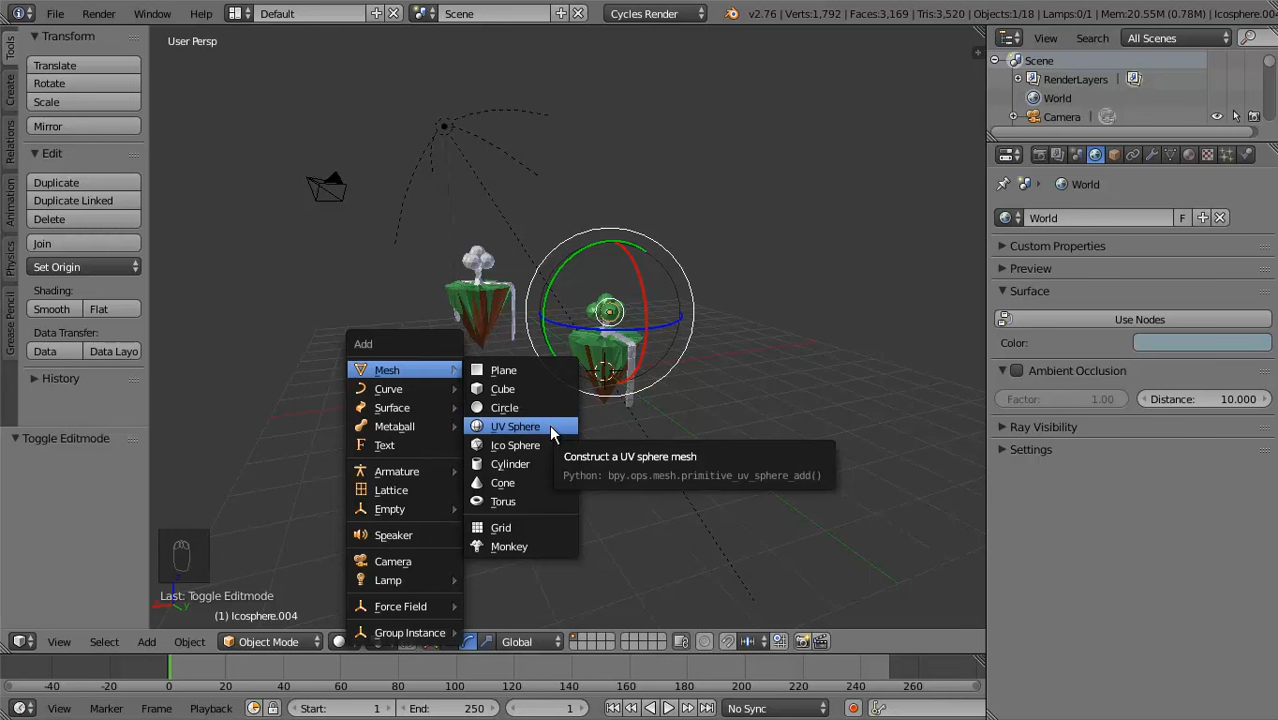 File Render Window Help Default Scene Cycles Render v2.76 | Verts:1,792 | Faces:3,169 | Tris:3,520 | Objects:1/18 | Lamps:0/1 | Mem:20.55M (0.78M) | Icosphere.004
Tools
Create
Relations
Animation
Physics
Grease Pencil
Transform
Translate
Rotate
Scale
Mirror
Edit
Duplicate
Duplicate Linked
Delete
Join
Set Origin
Shading:
Smooth Flat
Data Transfer:
Data Data Layo
History
Toggle Editmode
User Persp
Add
Mesh
Curve
Surface
Metaball
Text
Armature
Lattice
Empty
Speaker
Camera
Lamp
Force Field
Group Instance
Plane
Cube
Circle
UV Sphere
Ico Sphere
Cylinder
Cone
Torus
Grid
Monkey
Construct a UV sphere mesh
Python: bpy.ops.mesh.primitive_uv_sphere_add()
Last: Toggle Editmode
(1) Icosphere.004
View Select Add Object Object Mode Global
View Search All Scenes
Scene
RenderLayers
World
Camera
World
World F
Custom Properties
Preview
Surface
Use Nodes
Color:
Ambient Occlusion
Factor: 1.00 Distance: 10.000
Ray Visibility
Settings
-40 -20 0 20 40 60 80 100 120 140 160 180 200 220 240 260
View Marker Frame Playback Start: 1 End: 250 1 No Sync